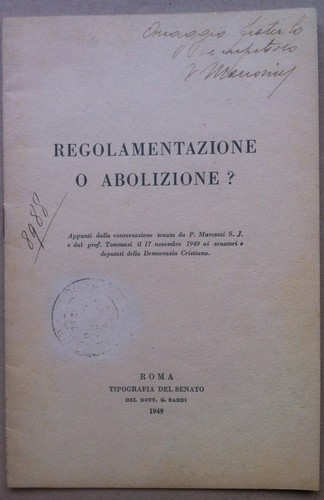 Omaggio
REGOLAMENTAZIONE
O ABOLIZIONE ?
8988
Appunti dalla conversazione tenuta da P. Marcozzi S. J.
e dal prof. Tommasi il 17 novembre 1949 ai senatori e
deputati della Democrazia Cristiana.
ROMA
TIPOGRAFIA DEL SENATO
DEL DOTT. G. BARDI
1949